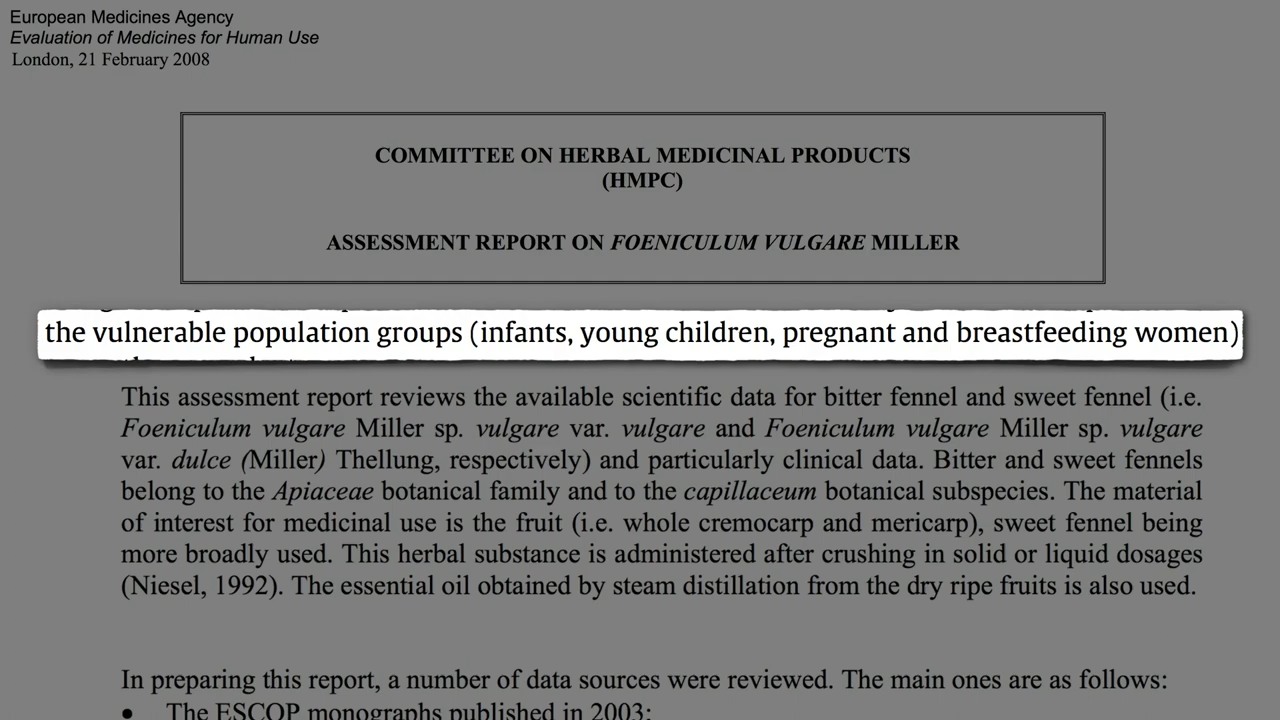 European Medicines Agency
Evaluation of Medicines for Human Use
London, 21 February 2008
COMMITTEE ON HERBAL MEDICINAL PRODUCTS
(HMPC)
ASSESSMENT REPORT ON FOENICULUM VULGARE MILLER
the vulnerable population groups (infants, young children, pregnant and breastfeeding women)
This assessment report reviews the available scientific data for bitter fennel and sweet fennel (i.e.
Foeniculum vulgare Miller sp. vulgare var. vulgare and Foeniculum vulgare Miller sp. vulgare
var. dulce (Miller) Thellung, respectively) and particularly clinical data. Bitter and sweet fennels
belong to the Apiaceae botanical family and to the capillaceum botanical subspecies. The material
of interest for medicinal use is the fruit (i.e. whole cremocarp and mericarp), sweet fennel being
more broadly used. This herbal substance is administered after crushing in solid or liquid dosages
(Niesel, 1992). The essential oil obtained by steam distillation from the dry ripe fruits is also used.
In preparing this report, a number of data sources were reviewed. The main ones are as follows:
• The ESCOP monographs published in 2003;